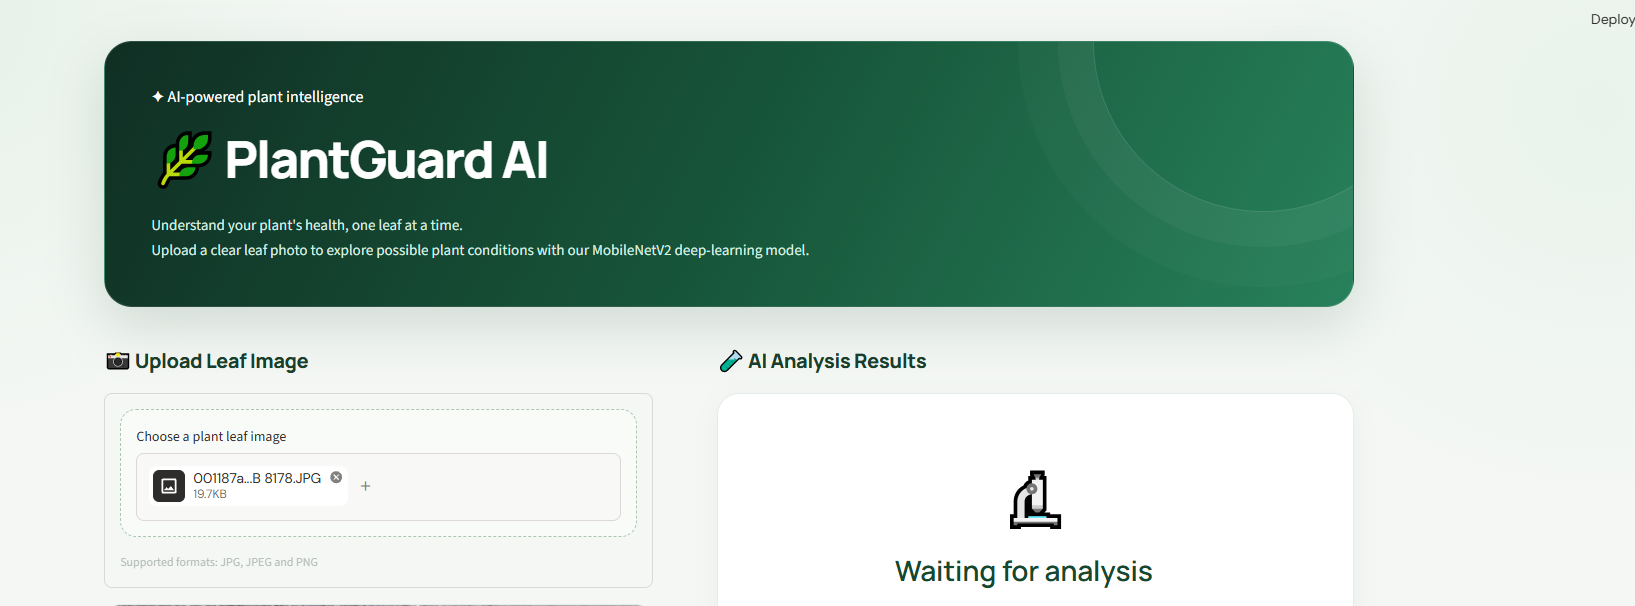 Deploy
✦ AI-powered plant intelligence
PlantGuard AI
Understand your plant's health, one leaf at a time.
Upload a clear leaf photo to explore possible plant conditions with our MobileNetV2 deep-learning model.
Upload Leaf Image
Choose a plant leaf image
001187a...B 8178.JPG
19.7KB
Supported formats: JPG, JPEG and PNG
AI Analysis Results
Waiting for analysis